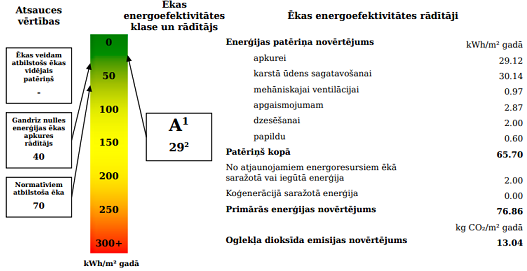 Atsauces
vērtības
Ēkas veidam
atbilstošs ēkas
vidējais
patēriņš
-
Gandrīz nulles
enerģijas ēkas
apkures
rādītājs
40
Normatīviem
atbilstoša ēka
70
Ēkas
energoefektivitātes
klase un rādītājs
0
50
100
150
200
250
300+
kWh/m² gadā
A¹
29²
Ēkas energoefektivitātes rādītāji
Enerģijas patēriņa novērtējums kWh/m² gadā
apkurei 29.12
karstā ūdens sagatavošanai 30.14
mehāniskajai ventilācijai 0.97
apgaismojumam 2.87
dzesēšanai 2.00
papildu 0.60
Patēriņš kopā 65.70
No atjaunojamiem energoresursiem ēkā
saražotā vai iegūtā enerģija 2.00
Koģenerācijā saražotā enerģija 0.00
Primārās enerģijas novērtējums 76.86
kg CO₂/m² gadā
Oglekļa dioksīda emisijas novērtējums 13.04